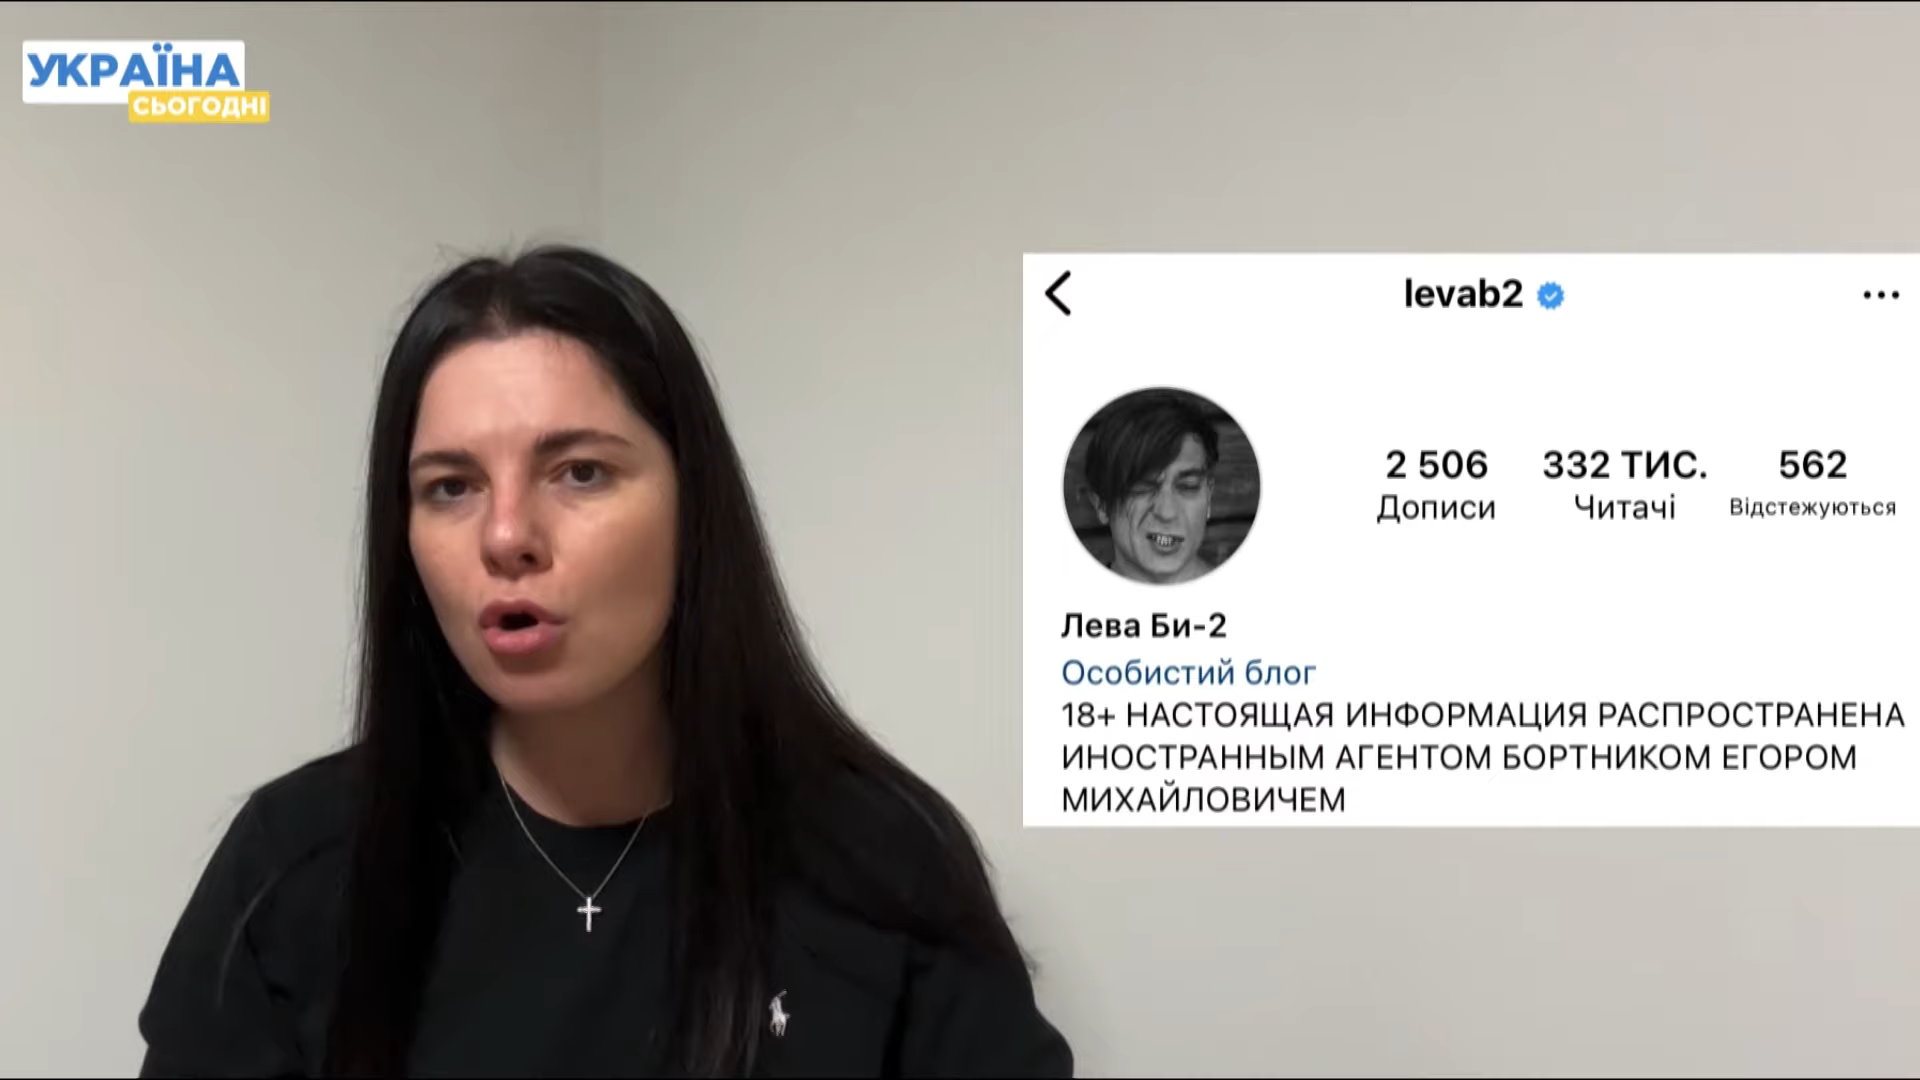 УКРАЇНА
СЬОГОДНІ
levab2
2 506
332 ТИС.
562
Дописи
Читачі
Відстежуються
Лева Би-2
Особистий блог
18+ НАСТОЯЩАЯ ИНФОРМАЦИЯ РАСПРОСТРАНЕНА
ИНОСТРАННЫМ АГЕНТОМ БОРТНИКОМ ЕГОРОМ
МИХАЙЛОВИЧЕМ